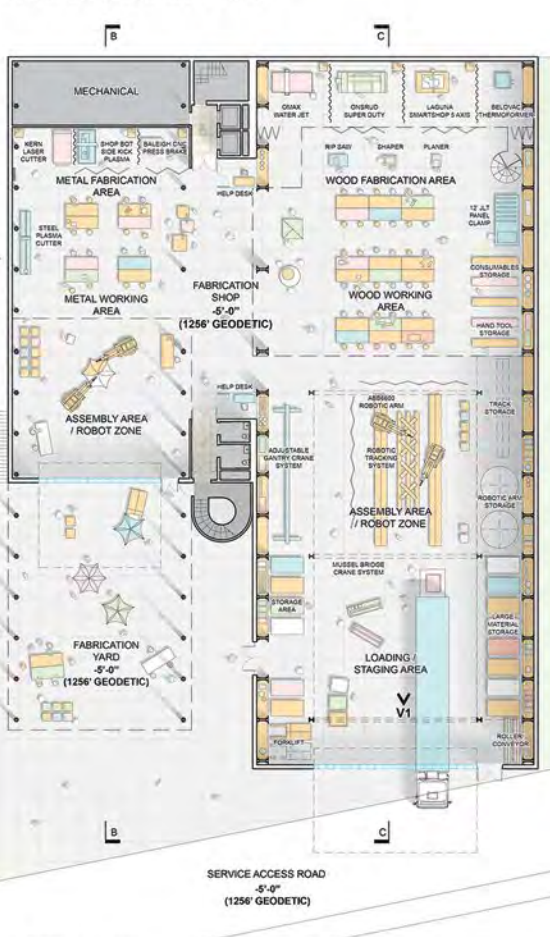 B
C
MECHANICAL
OMAX
WATER JET
ONSRUD
SUPER DUTY
LAGUNA
SMARTSHOP 5 AXIS
BELOVAC
THERMOFORMER
KERN
LASER
CUTTER
SHOP BOT
SIDE KICK
PLASMA
BALEIGH CNC
PRESS BRAKE
RIP SAW
SHAPER
PLANER
METAL FABRICATION
AREA
WOOD FABRICATION AREA
HELP DESK
12' JLT
PANEL
CLAMP
STEEL
PLASMA
CUTTER
CONSUMABLES
STORAGE
FABRICATION
SHOP
-5'-0"
(1256' GEODETIC)
METAL WORKING
AREA
WOOD WORKING
AREA
HAND TOOL
STORAGE
HELP DESK
ABB6600
ROBOTIC ARM
TRACK
STORAGE
ASSEMBLY AREA
/ ROBOT ZONE
ADJUSTABLE
GANTRY CRANE
SYSTEM
ROBOTIC
TRACKING
SYSTEM
ROBOTIC ARM
STORAGE
ASSEMBLY AREA
/ ROBOT ZONE
MUSSEL BRIDGE
CRANE SYSTEM
STORAGE
AREA
LARGE
MATERIAL
STORAGE
FABRICATION
YARD
-5'-0"
(1256' GEODETIC)
LOADING /
STAGING AREA
V1
FORKLIFT
ROLLER
CONVEYOR
B
C
SERVICE ACCESS ROAD
-5'-0"
(1256' GEODETIC)